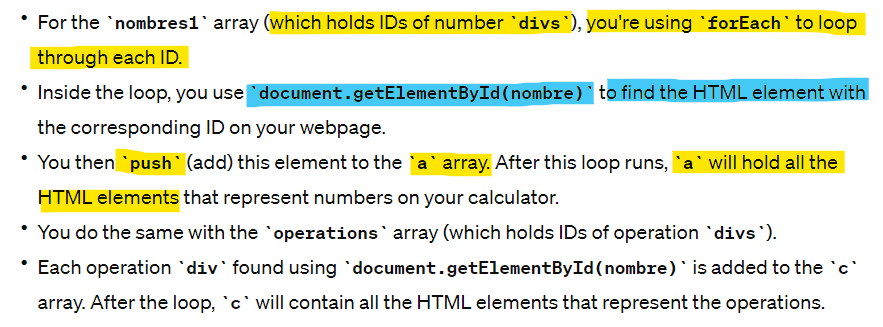 • For the `nombres1` array (which holds IDs of number `divs`), you're using `forEach` to loop
through each ID.
• Inside the loop, you use `document.getElementById(nombre)` to find the HTML element with
the corresponding ID on your webpage.
• You then `push` (add) this element to the `a` array. After this loop runs, `a` will hold all the
HTML elements that represent numbers on your calculator.
• You do the same with the `operations` array (which holds IDs of operation `divs`).
• Each operation `div` found using `document.getElementById(nombre)` is added to the `c`
array. After the loop, `c` will contain all the HTML elements that represent the operations.